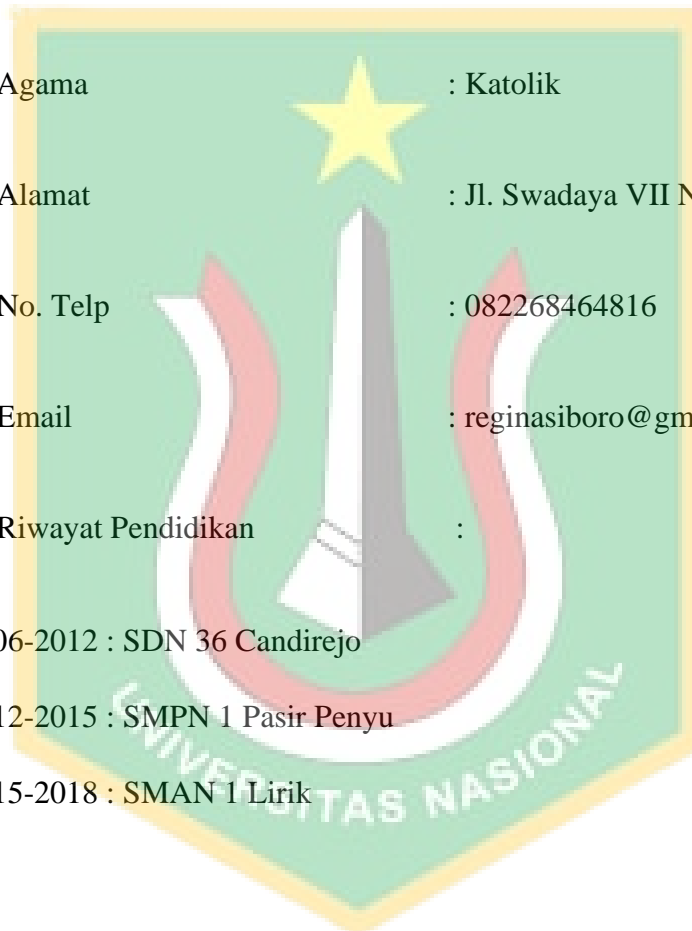 Agama : Katolik
Alamat : Jl. Swadaya VII
No. Telp : 082268464816
Email : reginasiboro@gm
Riwayat Pendidikan :
06-2012 : SDN 36 Candirejo
12-2015 : SMPN 1 Pasir Penyu
15-2018 : SMAN 1 Lirik
UNIVERSITAS NASIONAL